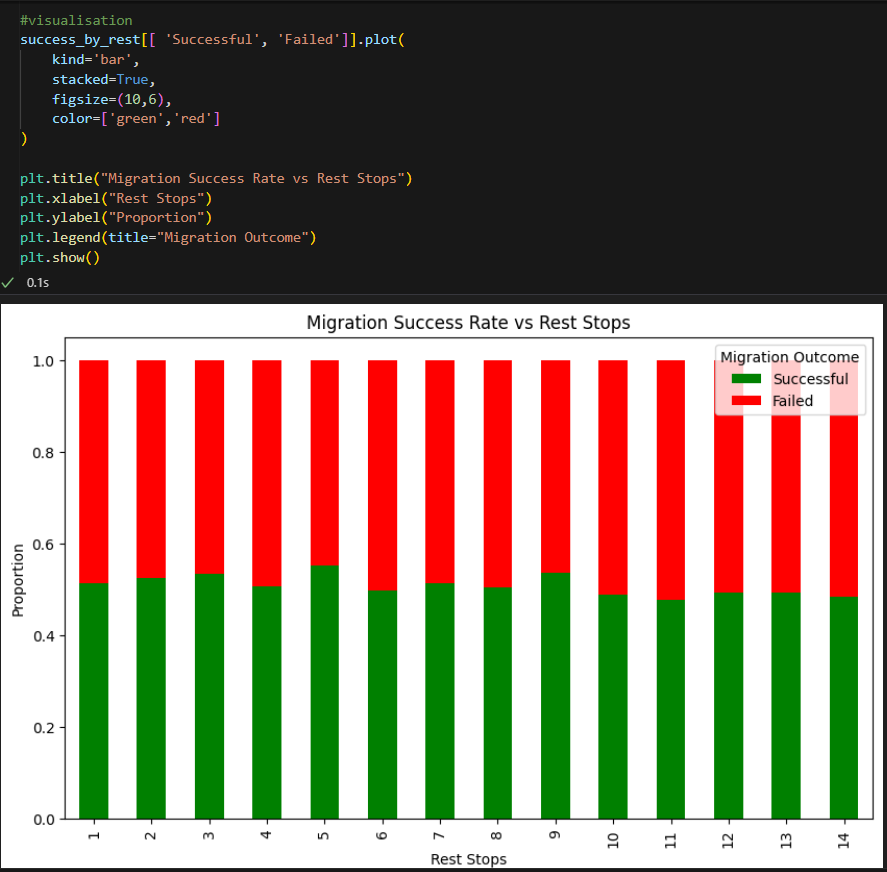 #visualisation
success_by_rest[[ 'Successful', 'Failed']].plot(
    kind='bar',
    stacked=True,
    figsize=(10,6),
    color=['green','red']
)
plt.title("Migration Success Rate vs Rest Stops")
plt.xlabel("Rest Stops")
plt.ylabel("Proportion")
plt.legend(title="Migration Outcome")
plt.show()
0.1s
Migration Success Rate vs Rest Stops
Migration Outcome
Successful
Failed
1.0
0.8
0.6
0.4
0.2
0.0
Proportion
1 2 3 4 5 6 7 8 9 10 11 12 13 14
Rest Stops